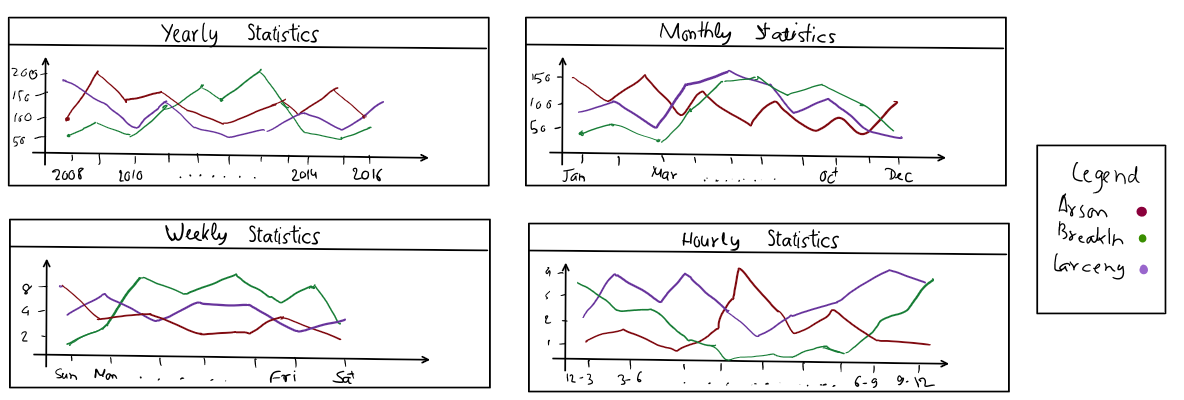 Yearly Statistics
200
150
100
50
2008 2010 ....... 2014 2016
Monthly Statistics
150
100
50
Jan Mar ....... Oct Dec
Weekly Statistics
8
4
2
Sun Mon ....... Fri Sat
Hourly Statistics
2
1
12-3 3-6 ........ 6-9 9-12
Legend
Arson
BreakIn
Larceny